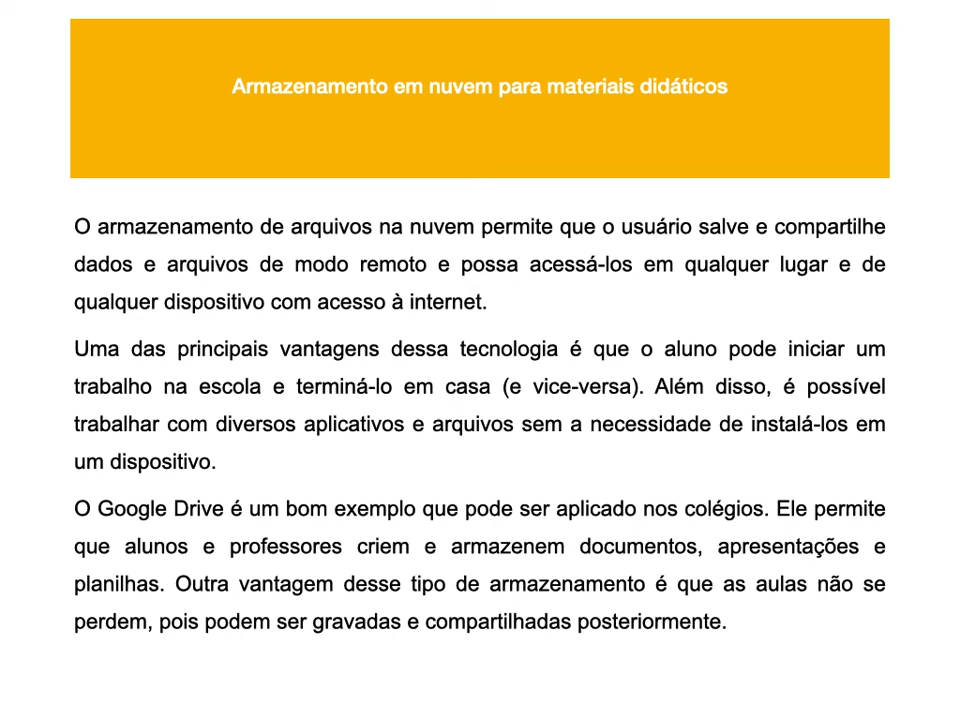 Armazenamento em nuvem para materiais didáticos
O armazenamento de arquivos na nuvem permite que o usuário salve e compartilhe
dados e arquivos de modo remoto e possa acessá-los em qualquer lugar e de
qualquer dispositivo com acesso à internet.
Uma das principais vantagens dessa tecnologia é que o aluno pode iniciar um
trabalho na escola e terminá-lo em casa (e vice-versa). Além disso, é possível
trabalhar com diversos aplicativos e arquivos sem a necessidade de instalá-los em
um dispositivo.
O Google Drive é um bom exemplo que pode ser aplicado nos colégios. Ele permite
que alunos e professores criem e armazenem documentos, apresentações e
planilhas. Outra vantagem desse tipo de armazenamento é que as aulas não se
perdem, pois podem ser gravadas e compartilhadas posteriormente.